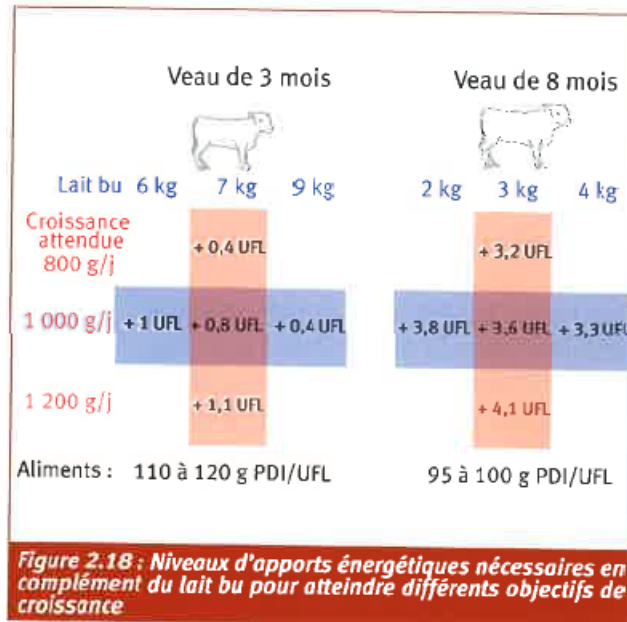 Veau de 3 mois Veau de 8 mois
Lait bu 6 kg 7 kg 9 kg 2 kg 3 kg 4 kg
Croissance
attendue
800 g/j + 0,4 UFL + 3,2 UFL
1 000 g/j + 1 UFL + 0,8 UFL + 0,4 UFL + 3,8 UFL + 3,6 UFL + 3,3 UFL
1 200 g/j + 1,1 UFL + 4,1 UFL
Aliments : 110 à 120 g PDI/UFL 95 à 100 g PDI/UFL
Figure 2.18 : Niveaux d'apports énergétiques nécessaires en
complément du lait bu pour atteindre différents objectifs de
croissance